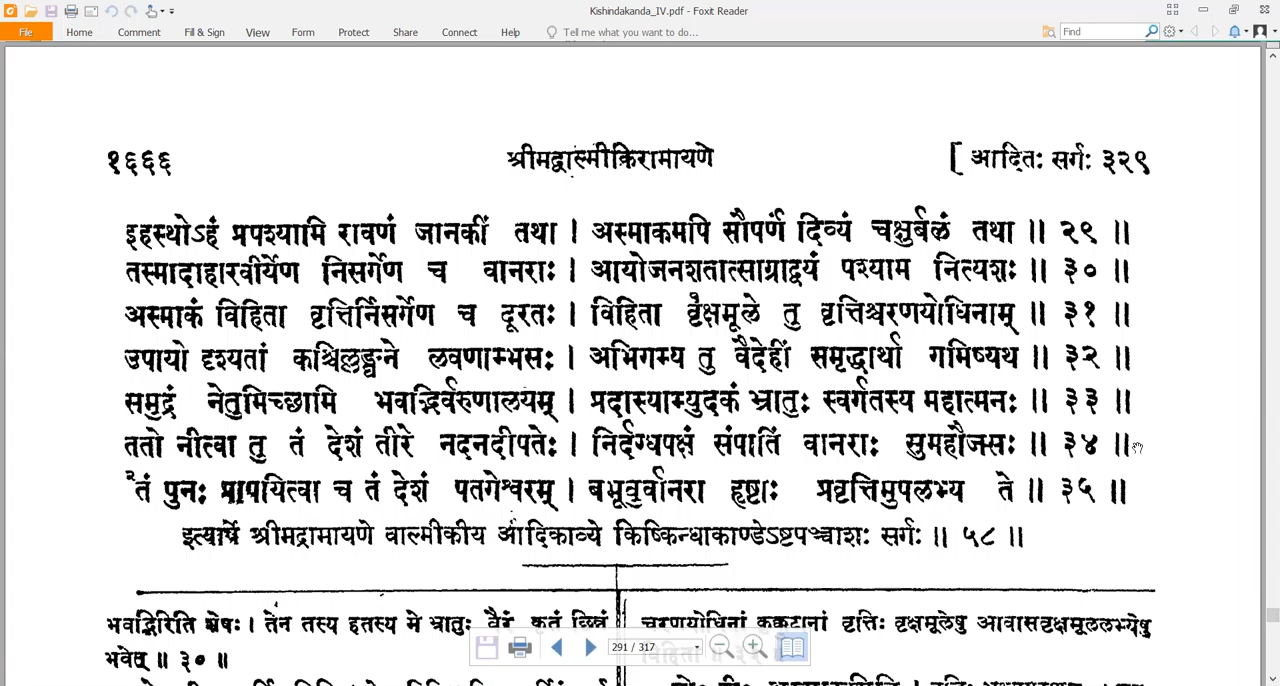 Kishindakanda_IV.pdf - Foxit Reader
File Home Comment Fill & Sign View Form Protect Share Connect Help Tell me what you want to do... Find
१६६६ श्रीमद्वाल्मीकिरामायणे [ आदितः सर्गः ३२९
इहस्थोऽहं प्रपश्यामि रावणं जानकीं तथा । अस्माकमपि सौपर्णं दिव्यं चक्षुर्बलं तथा ॥ २९ ॥
तस्मादाहारवीर्येण निसर्गेण च वानराः । आयोजनशतात्साग्राद्वयं पश्याम नित्यशः ॥ ३० ॥
अस्माकं विहिता वृत्तिर्निसर्गेण च दूरतः । विहिता वृक्षमूले तु वृत्तिश्चरणयोधिनाम् ॥ ३१ ॥
उपायो दृश्यतां कश्चिल्लङ्घने लवणाम्भसः । अभिगम्य तु वैदेहीं समृद्धार्था गमिष्यथ ॥ ३२ ॥
समुद्रं नेतुमिच्छामि भवद्भिर्वरुणालयम् । प्रदास्याम्युदकं भ्रातुः स्वर्गतस्य महात्मनः ॥ ३३ ॥
ततो नीत्वा तु तं देशं तीरे नदनदीपतेः । निर्दग्धपक्षं संपातिं वानराः सुमहौजसः ॥ ३४ ॥
२तं पुनः प्रापयित्वा च तं देशं पतगेश्वरम् । बभूवुर्वानरा हृष्टाः प्रवृत्तिमुपलभ्य ते ॥ ३५ ॥
इत्यार्षे श्रीमद्रामायणे वाल्मीकीय आदिकाव्ये किष्किन्धाकाण्डेऽष्टपञ्चाशः सर्गः ॥ ५८ ॥
भवद्भिरिति शेषः । तेन तस्य हतस्य मे भ्रातुः वैरं कृतं
भवेत् ॥ ३० ॥
चरणयोधिनां कुक्कुटानां वृत्तिः वृक्षमूलेषु आवासवृक्षमूललभ्येषु
291 / 317